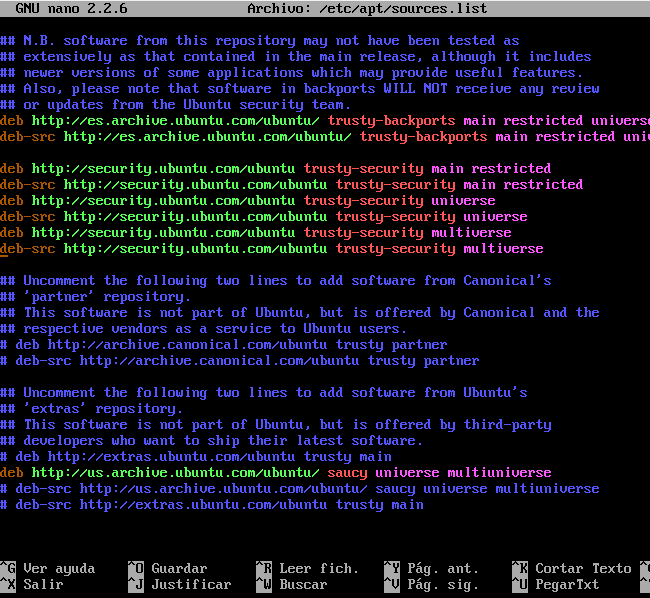 GNU nano 2.2.6 Archivo: /etc/apt/sources.list
## N.B. software from this repository may not have been tested as
## extensively as that contained in the main release, although it includes
## newer versions of some applications which may provide useful features.
## Also, please note that software in backports WILL NOT receive any review
## or updates from the Ubuntu security team.
deb http://es.archive.ubuntu.com/ubuntu/ trusty-backports main restricted universe
deb-src http://es.archive.ubuntu.com/ubuntu/ trusty-backports main restricted uni
deb http://security.ubuntu.com/ubuntu trusty-security main restricted
deb-src http://security.ubuntu.com/ubuntu trusty-security main restricted
deb http://security.ubuntu.com/ubuntu trusty-security universe
deb-src http://security.ubuntu.com/ubuntu trusty-security universe
deb http://security.ubuntu.com/ubuntu trusty-security multiverse
deb-src http://security.ubuntu.com/ubuntu trusty-security multiverse
## Uncomment the following two lines to add software from Canonical's
## 'partner' repository.
## This software is not part of Ubuntu, but is offered by Canonical and the
## respective vendors as a service to Ubuntu users.
# deb http://archive.canonical.com/ubuntu trusty partner
# deb-src http://archive.canonical.com/ubuntu trusty partner
## Uncomment the following two lines to add software from Ubuntu's
## 'extras' repository.
## This software is not part of Ubuntu, but is offered by third-party
## developers who want to ship their latest software.
# deb http://extras.ubuntu.com/ubuntu trusty main
deb http://us.archive.ubuntu.com/ubuntu/ saucy universe multiuniverse
# deb-src http://us.archive.ubuntu.com/ubuntu/ saucy universe multiuniverse
# deb-src http://extras.ubuntu.com/ubuntu trusty main
^G Ver ayuda ^O Guardar ^R Leer fich. ^Y Pág. ant. ^K Cortar Texto
^X Salir ^J Justificar ^W Buscar ^V Pág. sig. ^U PegarTxt